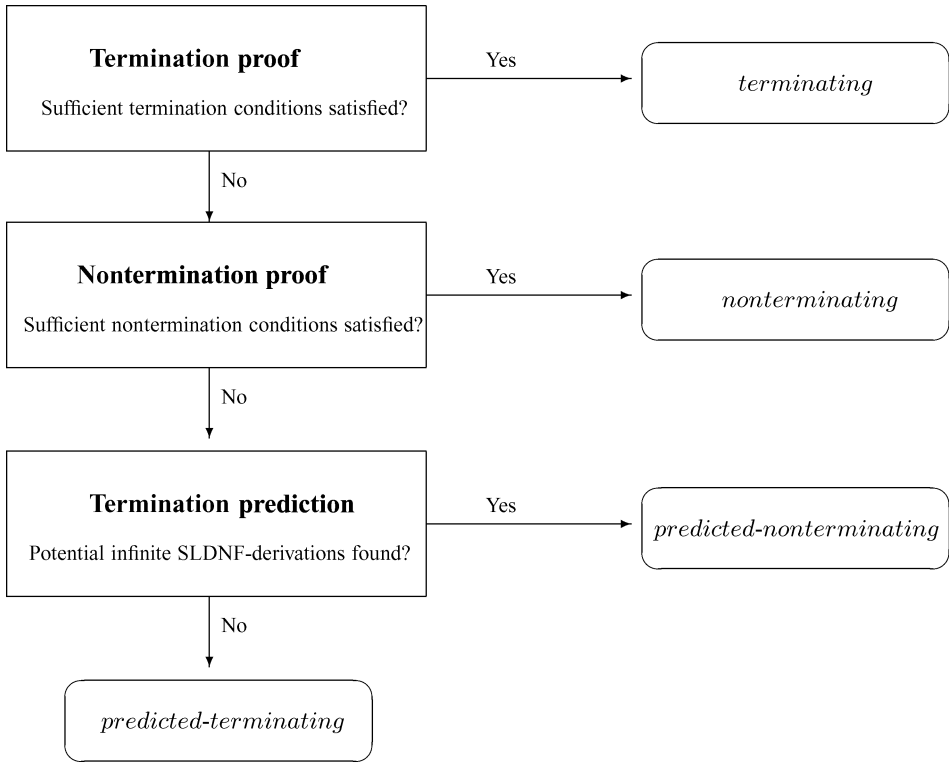 Termination proof
Yes
terminating
Sufficient termination conditions satisfied?
No
Nontermination proof
Yes
nonterminating
Sufficient nontermination conditions satisfied?
No
Termination prediction
Yes
predicted-nonterminating
Potential infinite SLDNF-derivations found?
No
predicted-terminating